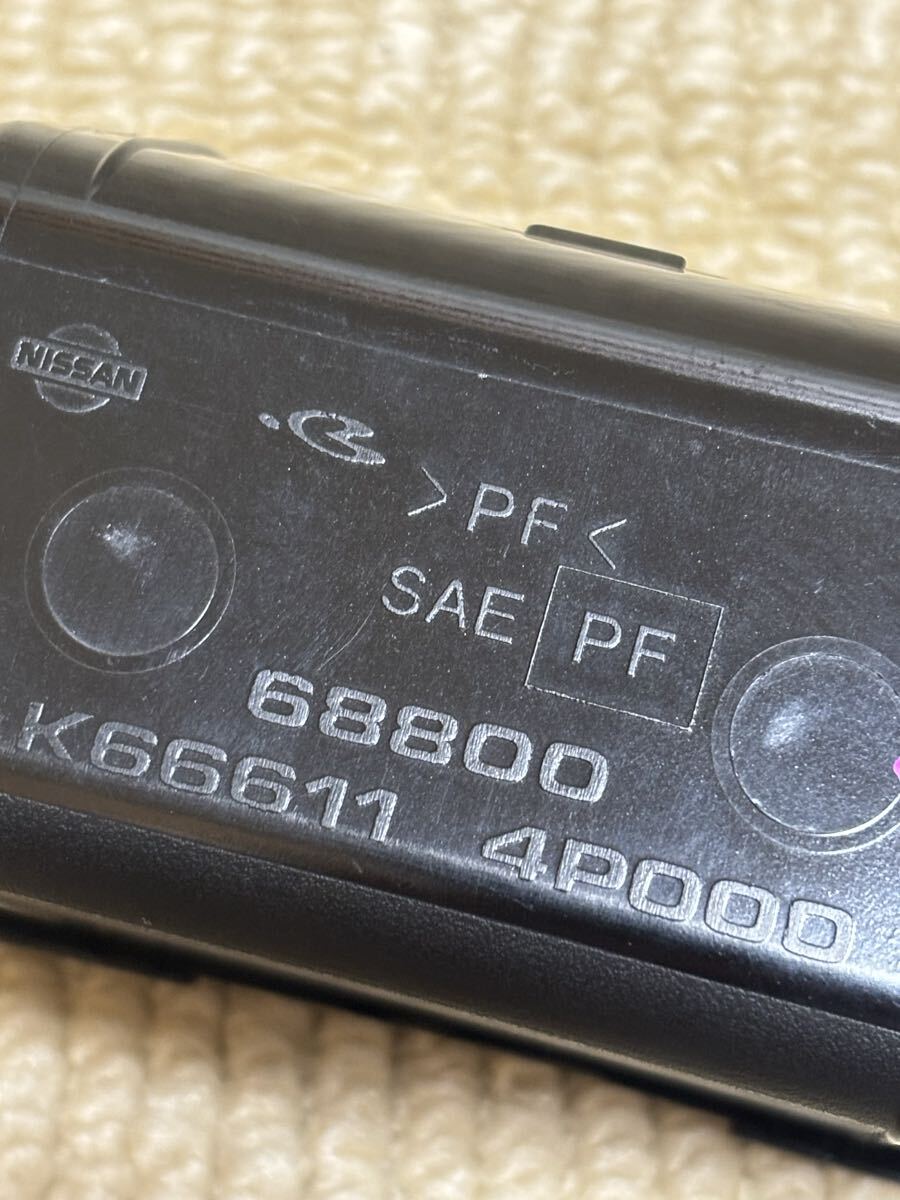 NISSAN
>PF<
SAE PF
68800
K66611 4P000